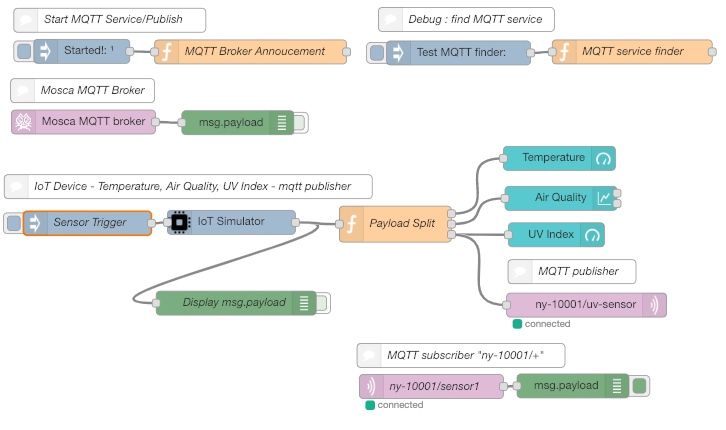 Start MQTT Service/Publish
Debug : find MQTT service
Started!: ¹
MQTT Broker Annoucement
Test MQTT finder:
MQTT service finder
Mosca MQTT Broker
Mosca MQTT broker
msg.payload
Temperature
IoT Device - Temperature, Air Quality, UV Index - mqtt publisher
Air Quality
Sensor Trigger
IoT Simulator
Payload Split
UV Index
MQTT publisher
Display msg.payload
ny-10001/uv-sensor
connected
MQTT subscriber "ny-10001/+"
ny-10001/sensor1
msg.payload
connected